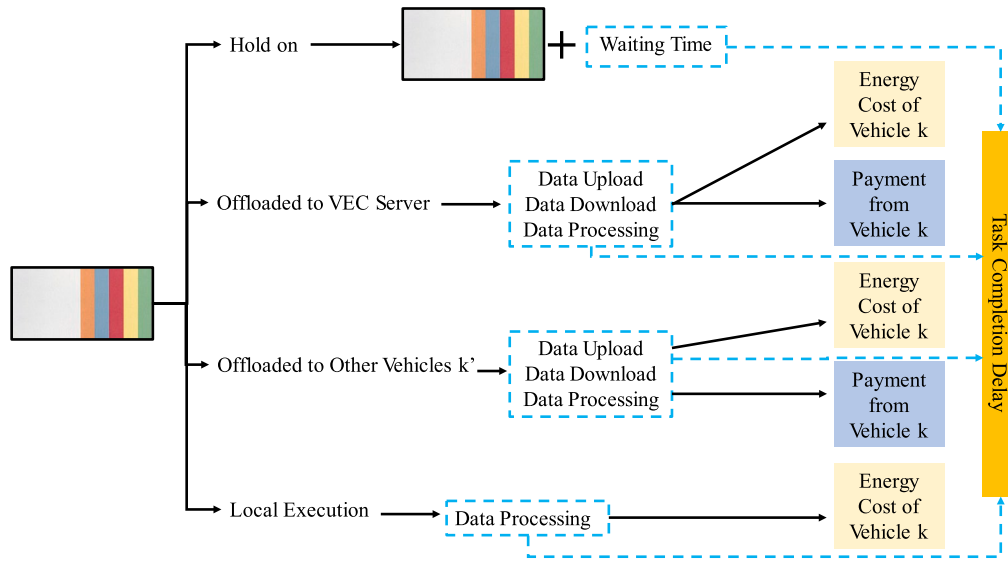 Hold on
+
Waiting Time
Energy
Cost of
Vehicle k
Offloaded to VEC Server
Data Upload
Data Download
Data Processing
Payment
from
Vehicle k
Task Completion Delay
Offloaded to Other Vehicles k’
Data Upload
Data Download
Data Processing
Energy
Cost of
Vehicle k
Payment
from
Vehicle k
Local Execution
Data Processing
Energy
Cost of
Vehicle k